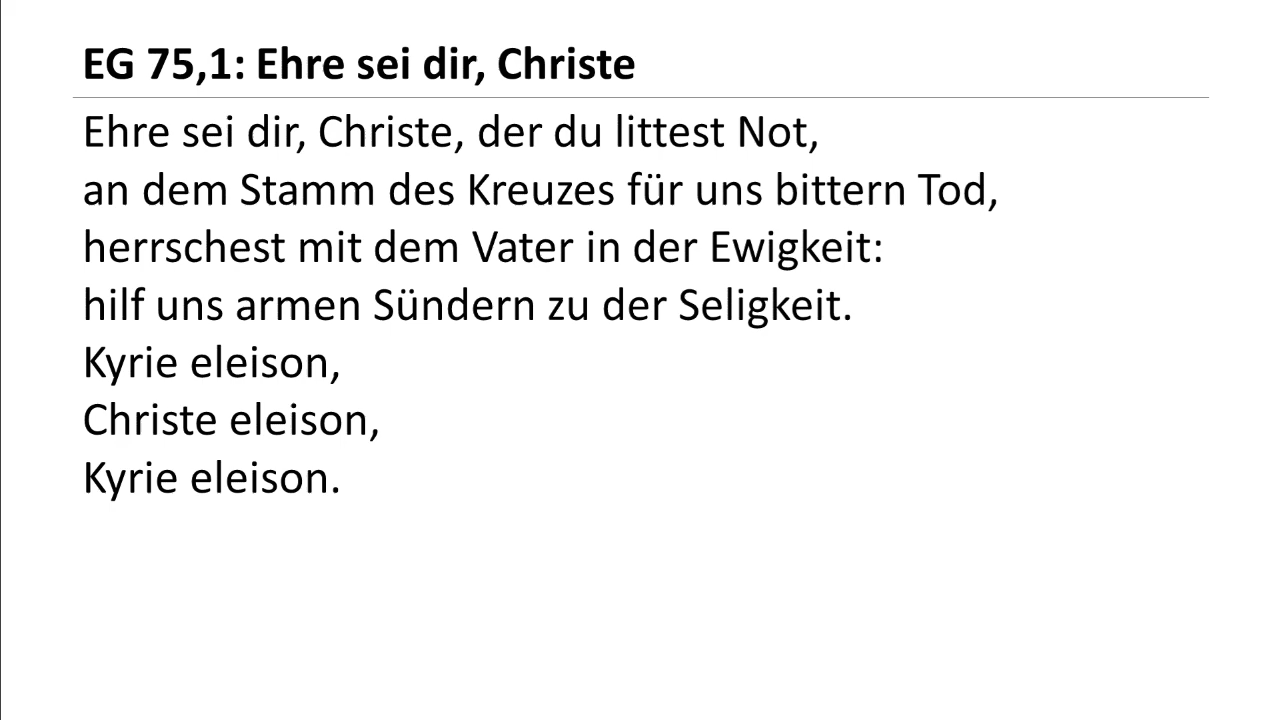 EG 75,1: Ehre sei dir, Christe
Ehre sei dir, Christe, der du littest Not,
an dem Stamm des Kreuzes für uns bittern Tod,
herrschest mit dem Vater in der Ewigkeit:
hilf uns armen Sündern zu der Seligkeit.
Kyrie eleison,
Christe eleison,
Kyrie eleison.